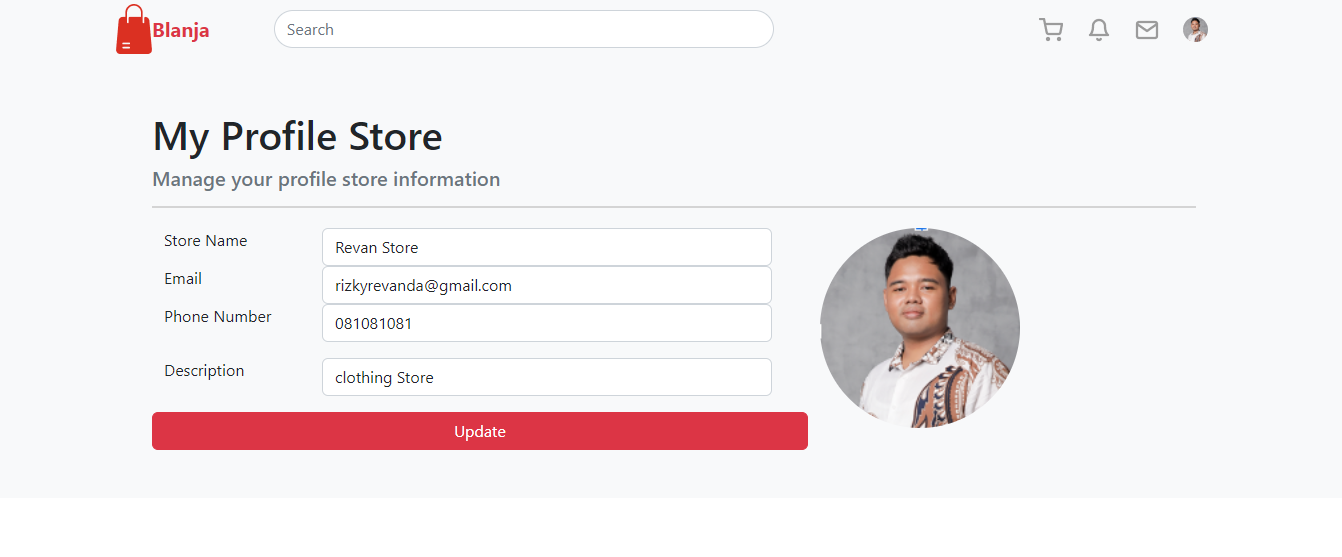 Blanja
Search
My Profile Store
Manage your profile store information
Store Name
Revan Store
Email
rizkyrevanda@gmail.com
Phone Number
081081081
Description
clothing Store
Update